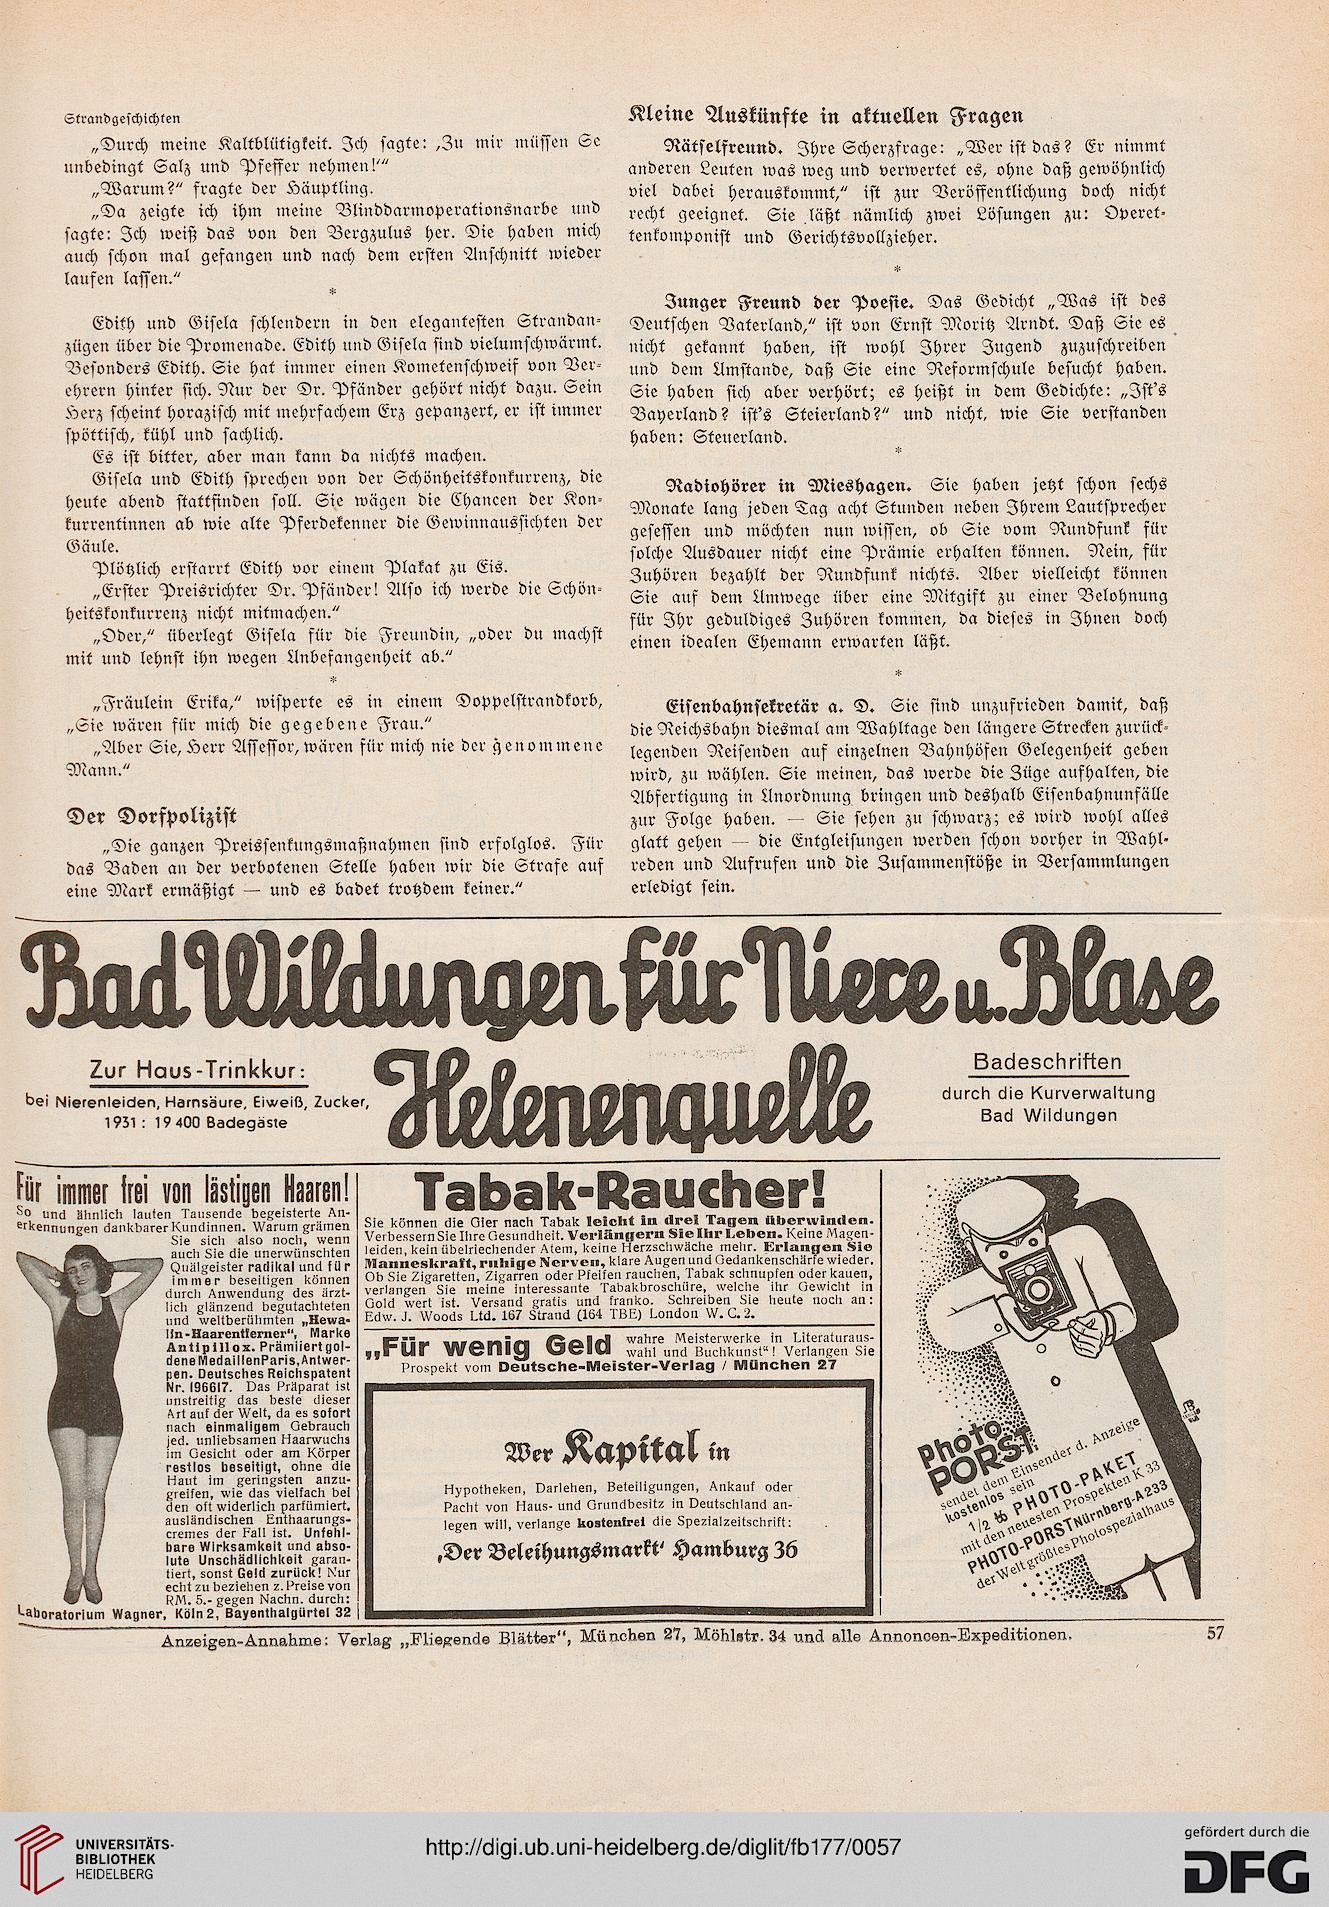 Strandgeschichten
„Durch meine Kaltblütigkeit. Ich sagte: ‚Zu mir müssen Se
unbedingt Salz und Pfeffer nehmen!‘“
„Warum?“ fragte der Häuptling.
„Da zeigte ich ihm meine Blinddarmoperationsnarbe und
sagte: Ich weiß das von den Bergzulus her. Die haben mich
auch schon mal gefangen und nach dem ersten Anschnitt wieder
laufen lassen.“
*
Edith und Gisela schlendern in den elegantesten Strandan-
zügen über die Promenade. Edith und Gisela sind vielumschwärmt.
Besonders Edith. Sie hat immer einen Kometenschweif von Ver-
ehrern hinter sich. Nur der Dr. Pfänder gehört nicht dazu. Sein
Herz scheint horazisch mit mehrfachem Erz gepanzert, er ist immer
spöttisch, kühl und sachlich.
Es ist bitter, aber man kann da nichts machen.
Gisela und Edith sprechen von der Schönheitskonkurrenz, die
heute abend stattfinden soll. Sie wägen die Chancen der Kon-
kurrentinnen ab wie alte Pferdekenner die Gewinnaussichten der
Gäule.
Plötzlich erstarrt Edith vor einem Plakat zu Eis.
„Erster Preisrichter Dr. Pfänder! Also ich werde die Schön-
heitskonkurrenz nicht mitmachen.“
„Oder,“ überlegt Gisela für die Freundin, „oder du machst
mit und lehnst ihn wegen Unbefangenheit ab.“
*
„Fräulein Erika,“ wisperte es in einem Doppelstrandkorb,
„Sie wären für mich die gegebene Frau.“
„Aber Sie, Herr Assessor, wären für mich nie der genommene
Mann.“
Der Dorfpolizist
„Die ganzen Preissenkungsmaßnahmen sind erfolglos. Für
das Baden an der verbotenen Stelle haben wir die Strafe auf
eine Mark ermäßigt — und es badet trotzdem keiner.“
Kleine Auskünfte in aktuellen Fragen
Rätselfreund. Ihre Scherzfrage: „Wer ist das? Er nimmt
anderen Leuten was weg und verwertet es, ohne daß gewöhnlich
viel dabei herauskommt,“ ist zur Veröffentlichung doch nicht
recht geeignet. Sie läßt nämlich zwei Lösungen zu: Operet-
tenkomponist und Gerichtsvollzieher.
*
Junger Freund der Poesie. Das Gedicht „Was ist des
Deutschen Vaterland,“ ist von Ernst Moritz Arndt. Daß Sie es
nicht gekannt haben, ist wohl Ihrer Jugend zuzuschreiben
und dem Umstande, daß Sie eine Reformschule besucht haben.
Sie haben sich aber verhört; es heißt in dem Gedichte: „Ist's
Bayerland? ist's Steierland?“ und nicht, wie Sie verstanden
haben: Steuerland.
*
Radiohörer in Mieshagen. Sie haben jetzt schon sechs
Monate lang jeden Tag acht Stunden neben Ihrem Lautsprecher
gesessen und möchten nun wissen, ob Sie vom Rundfunk für
solche Ausdauer nicht eine Prämie erhalten können. Nein, für
Zuhören bezahlt der Rundfunk nichts. Aber vielleicht können
Sie auf dem Umwege über eine Mitgift zu einer Belohnung
für Ihr geduldiges Zuhören kommen, da dieses in Ihnen doch
einen idealen Ehemann erwarten läßt.
*
Eisenbahnsekretär a. D. Sie sind unzufrieden damit, daß
die Reichsbahn diesmal am Wahltage den längere Strecken zurück-
legenden Reisenden auf einzelnen Bahnhöfen Gelegenheit geben
wird, zu wählen. Sie meinen, das werde die Züge aufhalten, die
Abfertigung in Unordnung bringen und deshalb Eisenbahnunfälle
zur Folge haben. — Sie sehen zu schwarz; es wird wohl alles
glatt gehen — die Entgleisungen werden schon vorher in Wahl-
reden und Aufrufen und die Zusammenstöße in Versammlungen
erledigt sein.
Bad Wildungen für Niere u. Blase
Zur Haus-Trinkkur:
bei Nierenleiden, Harnsäure, Eiweiß, Zucker,
1931: 19 400 Badegäste
Helenenquelle
Badeschriften
durch die Kurverwaltung
Bad Wildungen
Für immer frei von lästigen Haaren!
So und ähnlich lauten Tausende begeisterte An-
erkennungen dankbarer Kundinnen. Warum grämen
Sie sich also noch, wenn
auch Sie die unerwünschten
Quälgeister radikal und für
immer beseitigen können
durch Anwendung des ärzt-
lich glänzend begutachteten
und weltberühmten „Hewa-
lin-Haarentferner“, Marke
Antipillox. Prämiiert gol-
dene Medaillen Paris, Antwer-
pen. Deutsches Reichspatent
Nr. 196617. Das Präparat ist
unstreitig das beste dieser
Art auf der Welt, da es sofort
nach einmaligem Gebrauch
jed. unliebsamen Haarwuchs
im Gesicht oder am Körper
restlos beseitigt, ohne die
Haut im geringsten anzu-
greifen, wie das vielfach bei
den oft widerlich parfümiert.
ausländischen Enthaarungs-
cremes der Fall ist. Unfehl-
bare Wirksamkeit und abso-
lute Unschädlichkeit garan-
tiert, sonst Geld zurück! Nur
echt zu beziehen z. Preise von
RM. 5.- gegen Nachn. durch:
Laboratorium Wagner, Köln 2, Bayenthalgürtel 32
Tabak-Raucher!
Sie können die Gier nach Tabak leicht in drei Tagen überwinden.
Verbessern Sie Ihre Gesundheit. Verlängern Sie Ihr Leben. Keine Magen-
leiden, kein übelriechender Atem, keine Herzschwäche mehr. Erlangen Sie
Manneskraft, ruhige Nerven, klare Augen und Gedankenschärfe wieder.
Ob Sie Zigaretten, Zigarren oder Pfeifen rauchen, Tabak schnupfen oder kauen,
verlangen Sie meine interessante Tabakbroschüre, welche ihr Gewicht in
Gold wert ist. Versand gratis und franko. Schreiben Sie heute noch an:
Edw. J. Woods Ltd. 167 Strand (164 TBE) London W. C. 2.
„Für wenig Geld wahre Meisterwerke in Literaturaus-
wahl und Buchkunst“! Verlangen Sie
Prospekt vom Deutsche-Meister-Verlag / München 27
Wer Kapital in
Hypotheken, Darlehen, Beteiligungen, Ankauf oder
Pacht von Haus- und Grundbesitz in Deutschland an-
legen will, verlange kostenfrei die Spezialzeitschrift:
‚Der Beleihungsmarkt‘ Hamburg 36
Photo
PORST
sendet dem Einsender d. Anzeige
kostenlos sein
1/2 PHOTO-PAKET
mit den neuesten Prospekten K 33
PHOTO-PORST Nürnberg-A 233
der Welt größtes Photospezialhaus
Anzeigen-Annahme: Verlag „Fliegende Blätter“, München 27, Möhlstr. 34 und alle Annoncen-Expeditionen.
57
UNIVERSITÄTS-
BIBLIOTHEK
HEIDELBERG
http://digi.ub.uni-heidelberg.de/diglit/fb177/0057
gefördert durch die
DFG